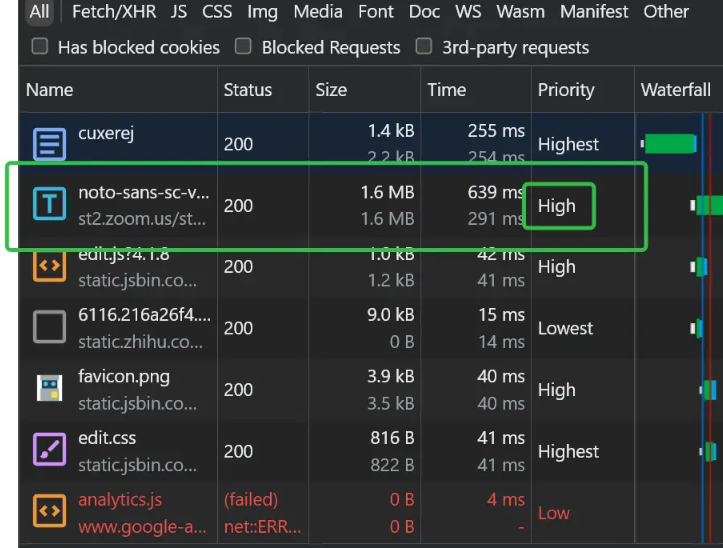 All Fetch/XHR JS CSS Img Media Font Doc WS Wasm Manifest Other
Has blocked cookies Blocked Requests 3rd-party requests
Name Status Size Time Priority Waterfall
cuxerej 200 1.4 kB 255 ms Highest
2.2 kB 254 ms
noto-sans-sc-v... 200 1.6 MB 639 ms High
st2.zoom.us/st... 1.6 MB 291 ms
edit.js?4.1.8 200 1.0 kB 42 ms High
static.jsbin.co... 1.2 kB 41 ms
6116.216a26f4.... 200 9.0 kB 15 ms Lowest
static.zhihu.co... 0 B 14 ms
favicon.png 200 3.9 kB 40 ms High
static.jsbin.co... 3.5 kB 40 ms
edit.css 200 816 B 41 ms Highest
static.jsbin.co... 822 B 41 ms
analytics.js (failed) 0 B 4 ms Low
www.google-a... net::ERR... 0 B -